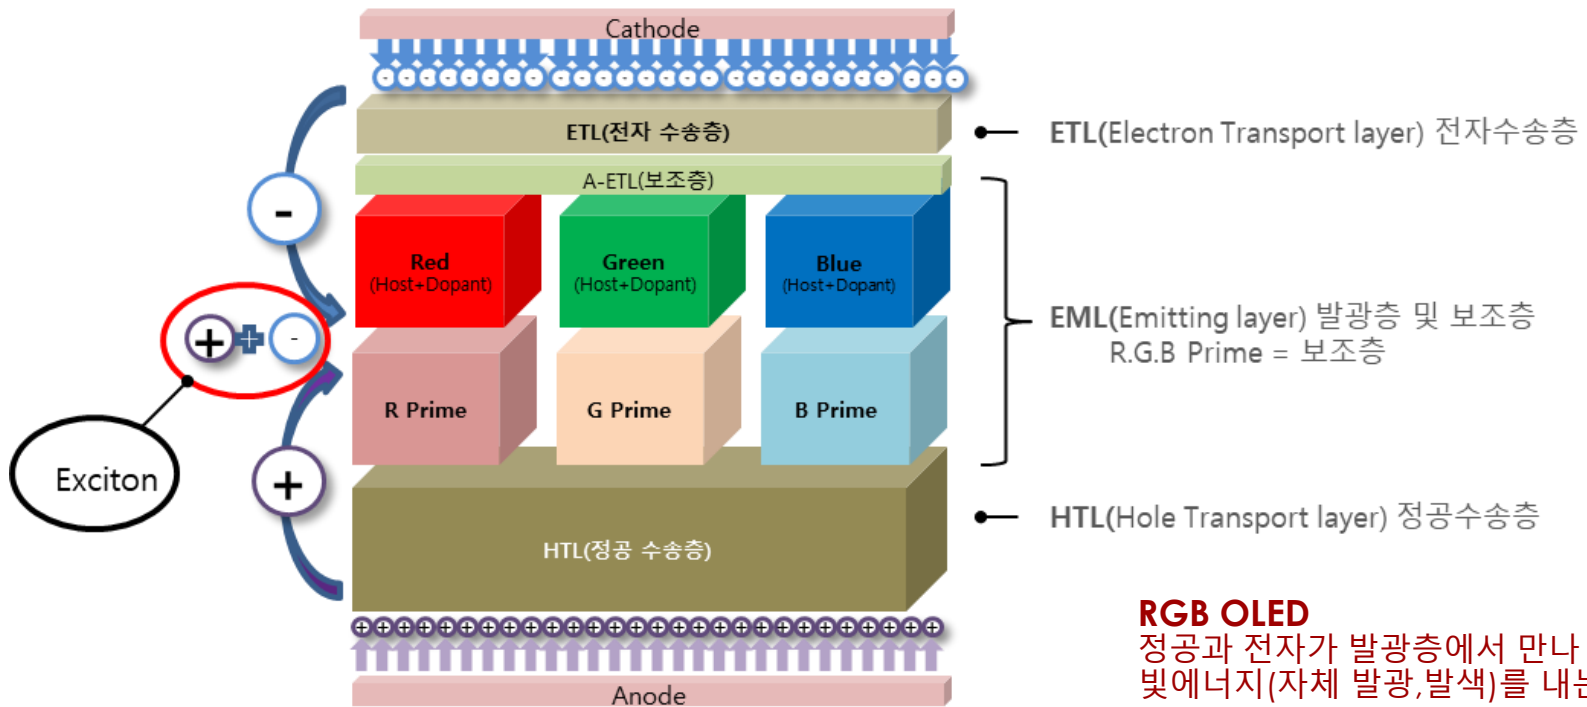 Cathode
ETL(전자 수송층)
ETL(Electron Transport layer) 전자수송층
A-ETL(보조층)
-
Red
(Host+Dopant)
Green
(Host+Dopant)
Blue
(Host+Dopant)
EML(Emitting layer) 발광층 및 보조층
R.G.B Prime = 보조층
+ + -
R Prime
G Prime
B Prime
Exciton
+
HTL(Hole Transport layer) 정공수송층
HTL(정공 수송층)
RGB OLED
정공과 전자가 발광층에서 만나
빛에너지(자체 발광,발색)를 내는
Anode